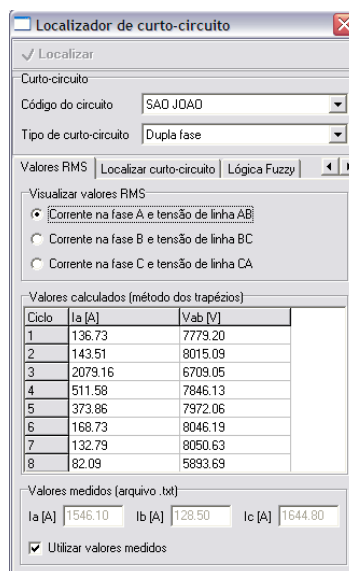 Localizador de curto-circuito
Localizar
Curto-circuito
Código do circuito SAO JOAO
Tipo de curto-circuito Dupla fase
Valores RMS Localizar curto-circuito Lógica Fuzzy
Visualizar valores RMS
Corrente na fase A e tensão de linha AB
Corrente na fase B e tensão de linha BC
Corrente na fase C e tensão de linha CA
Valores calculados (método dos trapézios)
Ciclo Ia [A] Vab [V]
1 136.73 7779.20
2 143.51 8015.09
3 2079.16 6709.05
4 511.58 7846.13
5 373.86 7972.06
6 168.73 8046.19
7 132.79 8050.63
8 82.09 5893.69
Valores medidos (arquivo .txt)
Ia [A] 1546.10 Ib [A] 128.50 Ic [A] 1644.80
Utilizar valores medidos